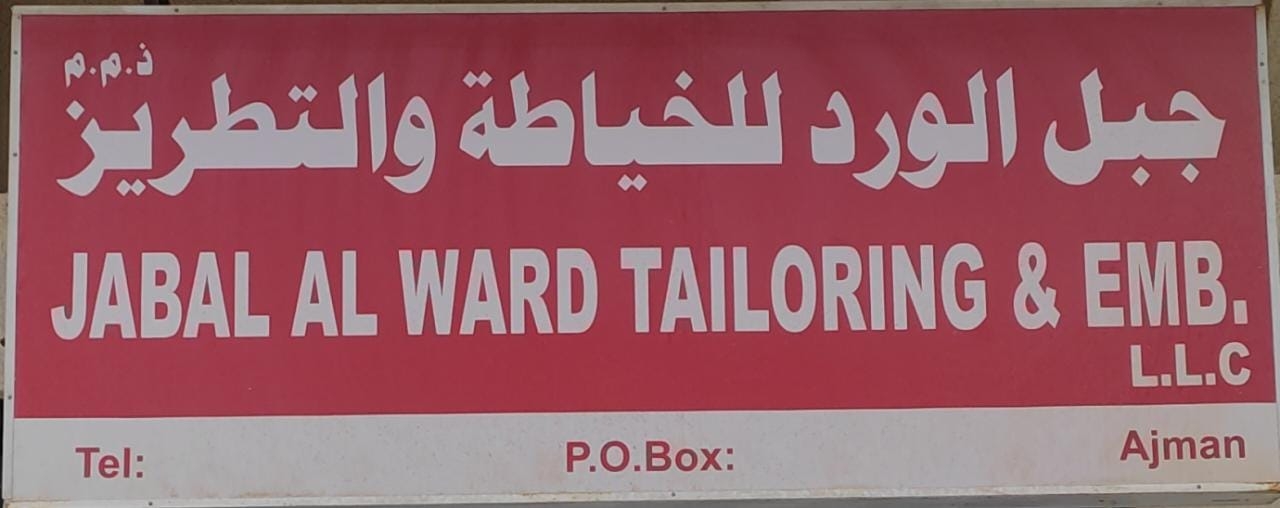 جبل الورد للخياطة والتطريز
ذ.م.م
JABAL AL WARD TAILORING & EMB.
L.L.C
Tel: P.O.Box: Ajman